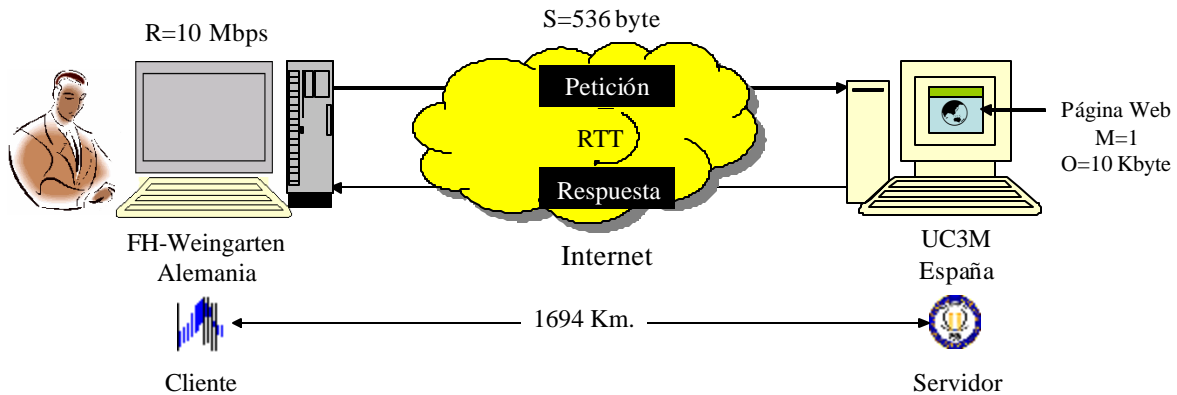 S=536 byte
R=10 Mbps
Petición
RTT
Respuesta
Página Web
M=1
O=10 Kbyte
FH-Weingarten
Alemania
Internet
UC3M
España
1694 Km.
Cliente
Servidor